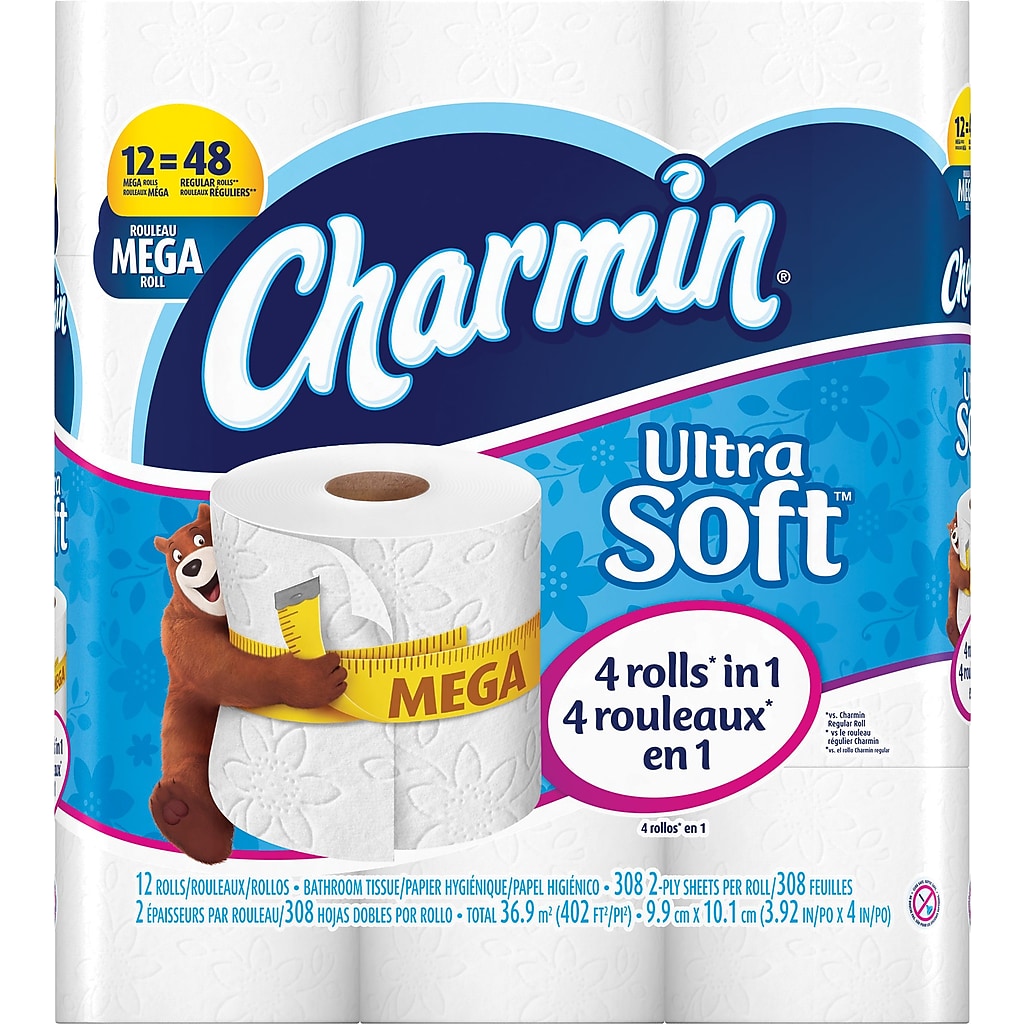 12=48
MEGA ROLLS REGULAR ROLLS**
ROULEAUX MÉGA ROULEAUX RÉGULIERS**
ROULEAU
MEGA
ROLL
Charmin®
Ultra
Soft™
MEGA
4 rolls* in 1
4 rouleaux*
en 1
*vs. Charmin
Regular Roll
* vs le rouleau
régulier Charmin
*vs. el rollo Charmin regular
4 rollos* en 1
12 ROLLS/ROULEAUX/ROLLOS • BATHROOM TISSUE/PAPIER HYGIÉNIQUE/PAPEL HIGIÉNICO • 308 2-PLY SHEETS PER ROLL/308 FEUILLES
2 ÉPAISSEURS PAR ROULEAU/308 HOJAS DOBLES POR ROLLO • TOTAL 36.9 m² (402 FT²/PI²) • 9.9 cm X 10.1 cm (3.92 IN/PO X 4 IN/PO)